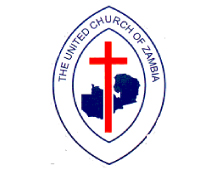 THE UNITED CHURCH OF ZAMBIA